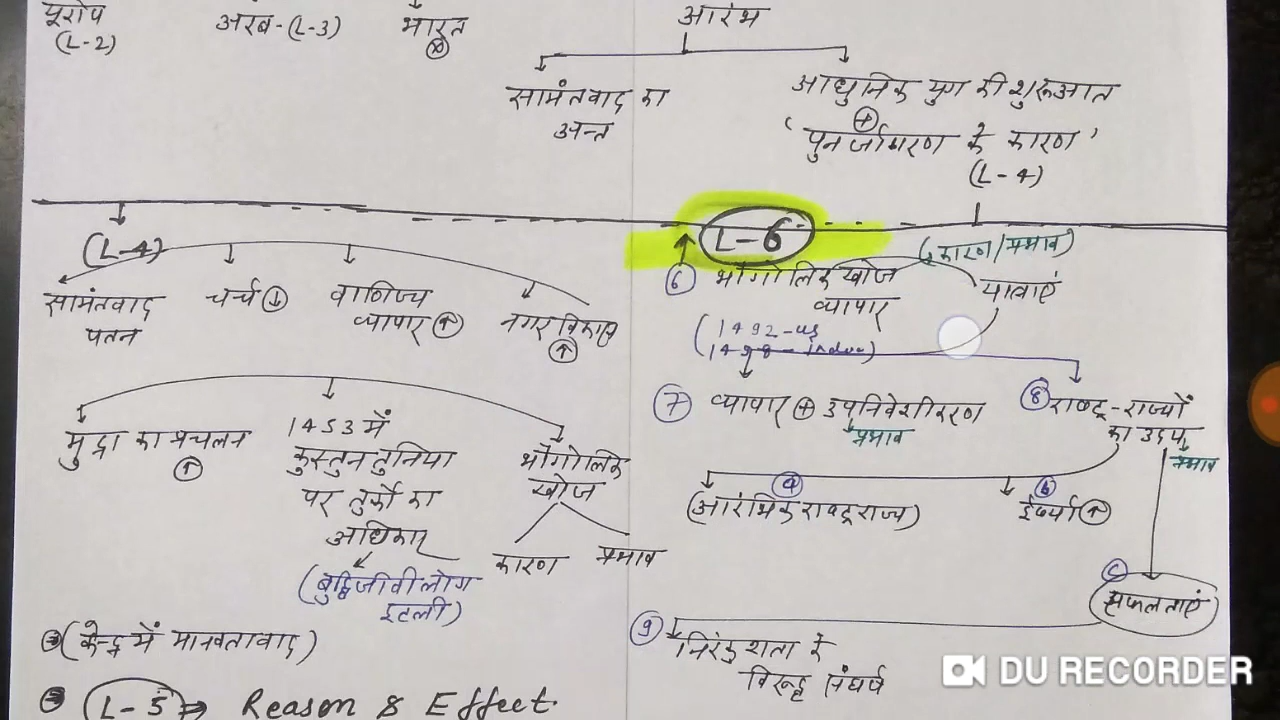 यूरोप
(L-2)
अरब-(L-3)
भारत
आरंभ
सामंतवाद का
अन्त
आधुनिक युग की शुरूआत
+
'पुनर्जागरण के कारण'
(L-4)
(L-4)
सामंतवाद
पतन
चर्च ↓
वाणिज्य
व्यापार ↑
नगर विकास
↑
मुद्रा का प्रचलन
↑
1453 में
कुस्तुनतुनिया
पर तुर्कों का
अधिकार
(बुद्धिजीवी लोग
इटली)
भौगोलिक
खोज
कारण
प्रभाव
→ (केन्द्र में मानवतावाद)
→ (L-5) → Reason & Effect.
L-6
(कारण/प्रभाव)
6 भौगोलिक खोज
व्यापार
यात्राएं
(1492-us
1498-India)
7 व्यापार + उपनिवेशीकरण
प्रभाव
8 राष्ट्र-राज्यों
का उदय
प्रभाव
a
(आरंभिक राष्ट्रराज्य)
b
ईर्ष्या ↑
c
सफलताएं
9 निरंकुशता के
विरूद्ध संघर्ष
DU RECORDER